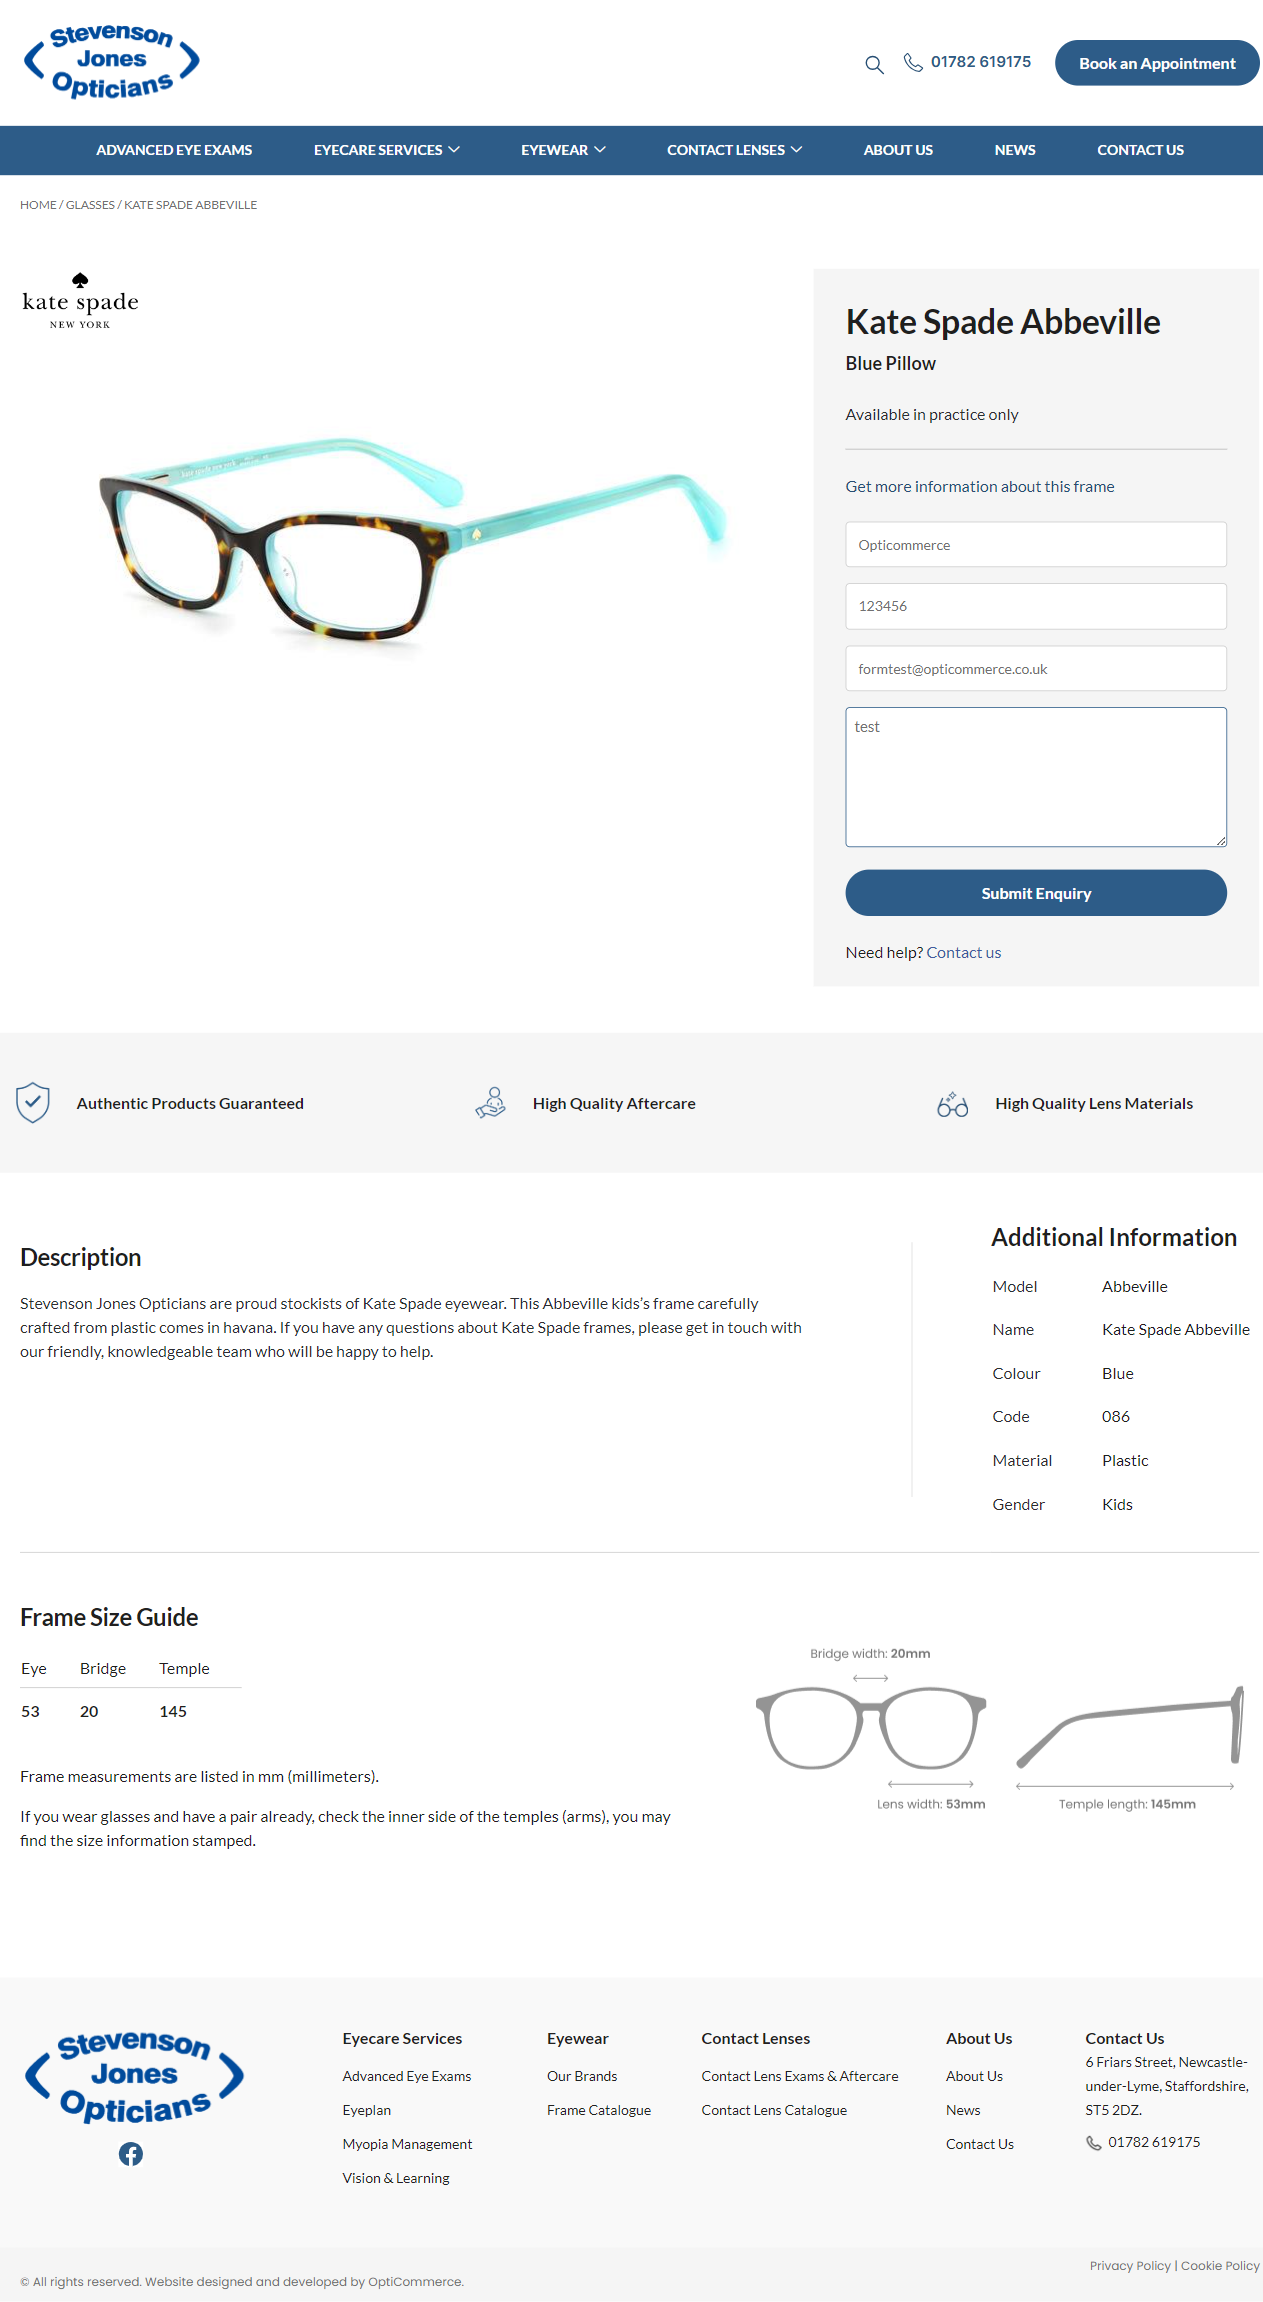 Stevenson
Jones
Opticians
01782 619175
Book an Appointment
ADVANCED EYE EXAMS
EYECARE SERVICES
EYEWEAR
CONTACT LENSES
ABOUT US
NEWS
CONTACT US
HOME / GLASSES / KATE SPADE ABBEVILLE
kate spade
NEW YORK
Kate Spade Abbeville
Blue Pillow
Available in practice only
Get more information about this frame
Opticommerce
123456
formtest@opticommerce.co.uk
test
Submit Enquiry
Need help? Contact us
Authentic Products Guaranteed
High Quality Aftercare
High Quality Lens Materials
Description
Stevenson Jones Opticians are proud stockists of Kate Spade eyewear. This Abbeville kids’s frame carefully
crafted from plastic comes in havana. If you have any questions about Kate Spade frames, please get in touch with
our friendly, knowledgeable team who will be happy to help.
Additional Information
Model Abbeville
Name Kate Spade Abbeville
Colour Blue
Code 086
Material Plastic
Gender Kids
Frame Size Guide
Eye Bridge Temple
53 20 145
Frame measurements are listed in mm (millimeters).
If you wear glasses and have a pair already, check the inner side of the temples (arms), you may
find the size information stamped.
Bridge width: 20mm
Lens width: 53mm
Temple length: 145mm
Stevenson
Jones
Opticians
Eyecare Services
Advanced Eye Exams
Eyeplan
Myopia Management
Vision & Learning
Eyewear
Our Brands
Frame Catalogue
Contact Lenses
Contact Lens Exams & Aftercare
Contact Lens Catalogue
About Us
About Us
News
Contact Us
Contact Us
6 Friars Street, Newcastle-
under-Lyme, Staffordshire,
ST5 2DZ.
01782 619175
Privacy Policy | Cookie Policy
© All rights reserved. Website designed and developed by OptiCommerce.